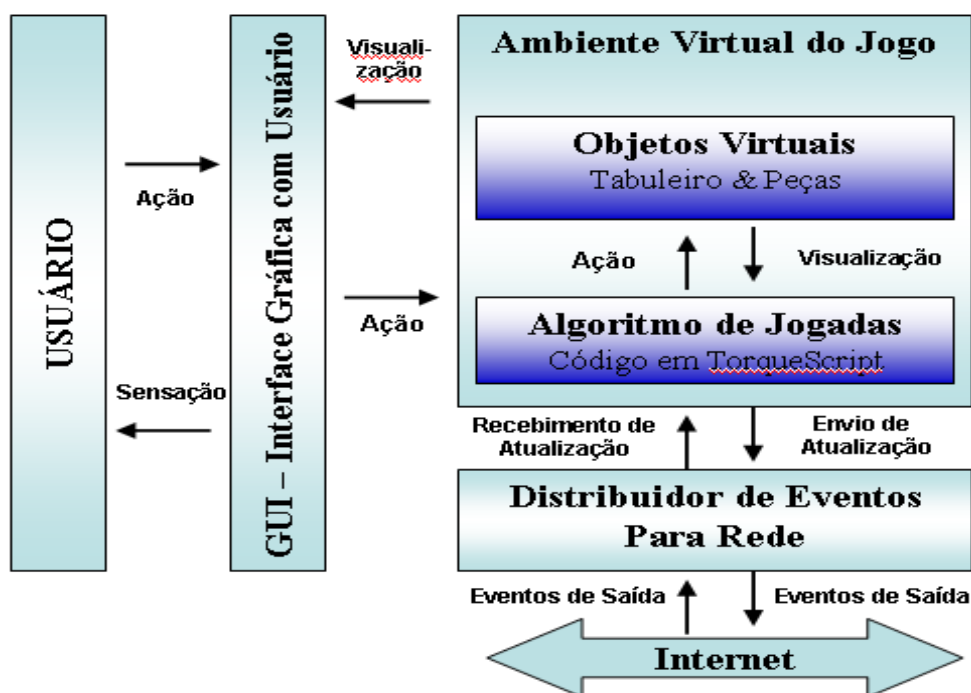 USUÁRIO
Ação
Sensação
GUI – Interface Gráfica com Usuário
Visuali-
zação
Ação
Ambiente Virtual do Jogo
Objetos Virtuais
Tabuleiro & Peças
Ação
Visualização
Algoritmo de Jogadas
Código em TorqueScript
Recebimento de
Atualização
Envio de
Atualização
Distribuidor de Eventos
Para Rede
Eventos de Saída
Eventos de Saída
Internet